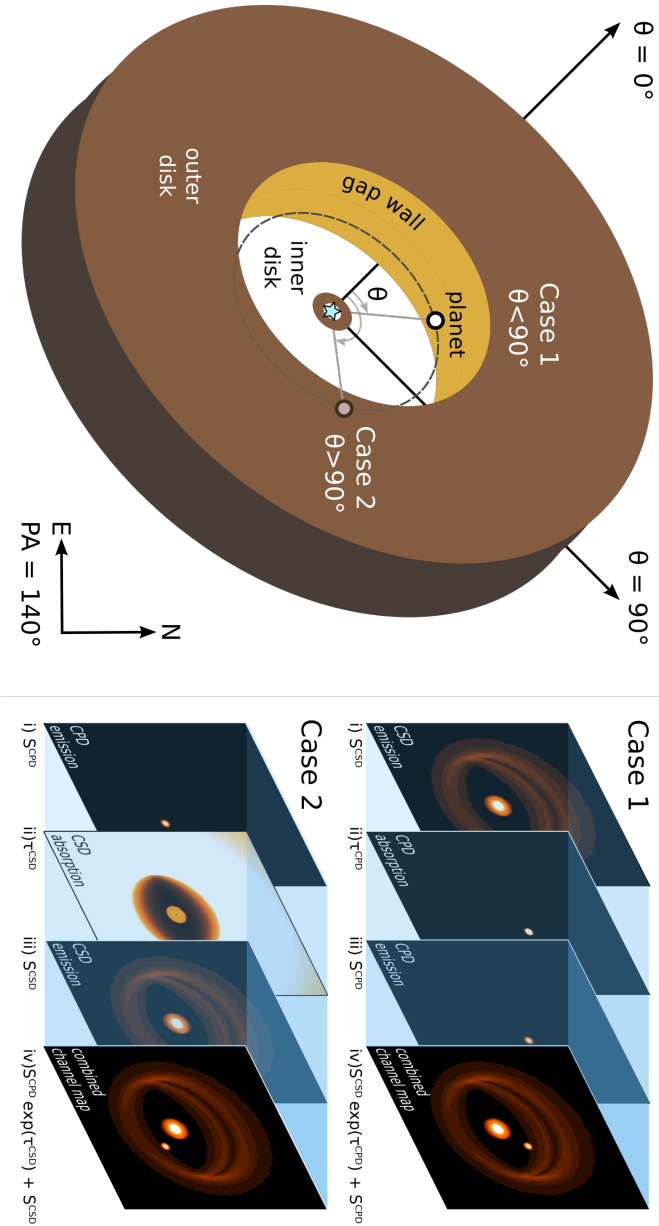 θ = 0°
θ = 90°
Case 1
θ<90°
gap wall
planet
θ
inner
disk
outer
disk
Case 2
θ>90°
N
E
PA = 140°
Case 1
CSD
emission
CPD
absorption
CPD
emission
combined
channel map
i) S^CSD
ii)τ^CPD
iii) S^CPD
iv)S^CSD exp(τ^CPD) + S^CPD
Case 2
CPD
emission
CSD
absorption
CSD
emission
combined
channel map
i) S^CPD
ii)τ^CSD
iii) S^CSD
iv)S^CPD exp(τ^CSD) + S^CSD